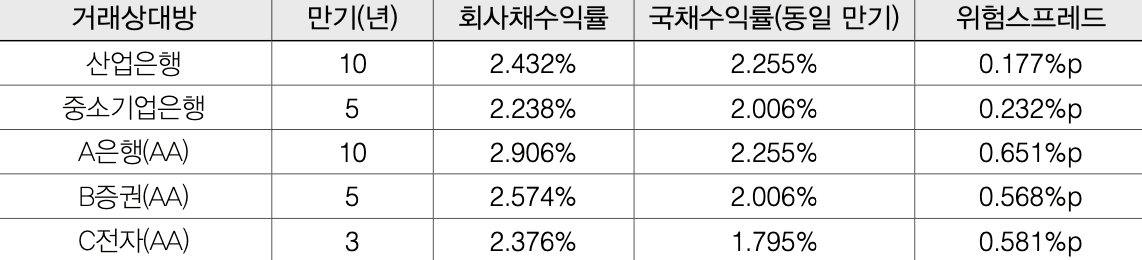 거래상대방 만기(년) 회사채수익률 국채수익률(동일 만기) 위험스프레드
산업은행 10 2.432% 2.255% 0.177%p
중소기업은행 5 2.238% 2.006% 0.232%p
A은행(AA) 10 2.906% 2.255% 0.651%p
B증권(AA) 5 2.574% 2.006% 0.568%p
C전자(AA) 3 2.376% 1.795% 0.581%p